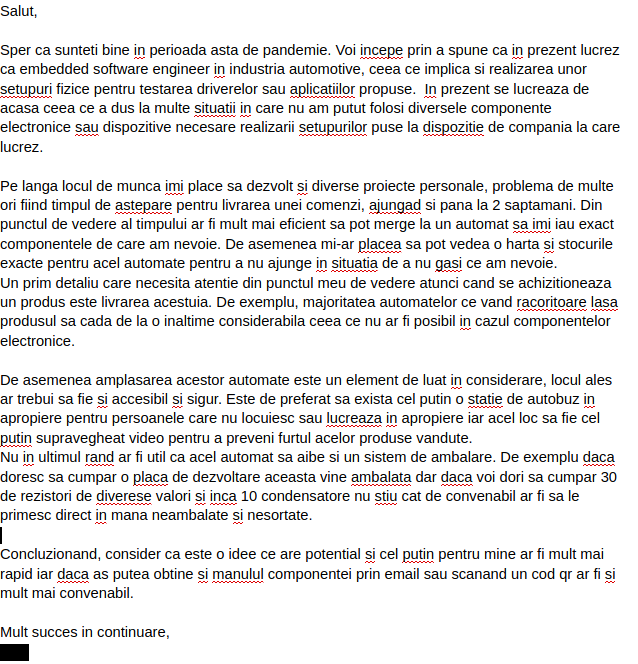 Salut,
Sper ca sunteti bine in perioada asta de pandemie. Voi incepe prin a spune ca in prezent lucrez
ca embedded software engineer in industria automotive, ceea ce implica si realizarea unor
setupuri fizice pentru testarea driverelor sau aplicatiilor propuse.  In prezent se lucreaza de
acasa ceea ce a dus la multe situatii in care nu am putut folosi diversele componente
electronice sau dispozitive necesare realizarii setupurilor puse la dispozitie de compania la care
lucrez.
Pe langa locul de munca imi place sa dezvolt si diverse proiecte personale, problema de multe
ori fiind timpul de astepare pentru livrarea unei comenzi, ajungad si pana la 2 saptamani. Din
punctul de vedere al timpului ar fi mult mai eficient sa pot merge la un automat sa imi iau exact
componentele de care am nevoie. De asemenea mi-ar placea sa pot vedea o harta si stocurile
exacte pentru acel automate pentru a nu ajunge in situatia de a nu gasi ce am nevoie.
Un prim detaliu care necesita atentie din punctul meu de vedere atunci cand se achizitioneaza
un produs este livrarea acestuia. De exemplu, majoritatea automatelor ce vand racoritoare lasa
produsul sa cada de la o inaltime considerabila ceea ce nu ar fi posibil in cazul componentelor
electronice.
De asemenea amplasarea acestor automate este un element de luat in considerare, locul ales
ar trebui sa fie si accesibil si sigur. Este de preferat sa exista cel putin o statie de autobuz in
apropiere pentru persoanele care nu locuiesc sau lucreaza in apropiere iar acel loc sa fie cel
putin supravegheat video pentru a preveni furtul acelor produse vandute.
Nu in ultimul rand ar fi util ca acel automat sa aibe si un sistem de ambalare. De exemplu daca
doresc sa cumpar o placa de dezvoltare aceasta vine ambalata dar daca voi dori sa cumpar 30
de rezistori de diverese valori si inca 10 condensatore nu stiu cat de convenabil ar fi sa le
primesc direct in mana neambalate si nesortate.
Concluzionand, consider ca este o idee ce are potential si cel putin pentru mine ar fi mult mai
rapid iar daca as putea obtine si manulul componentei prin email sau scanand un cod qr ar fi si
mult mai convenabil.
Mult succes in continuare,